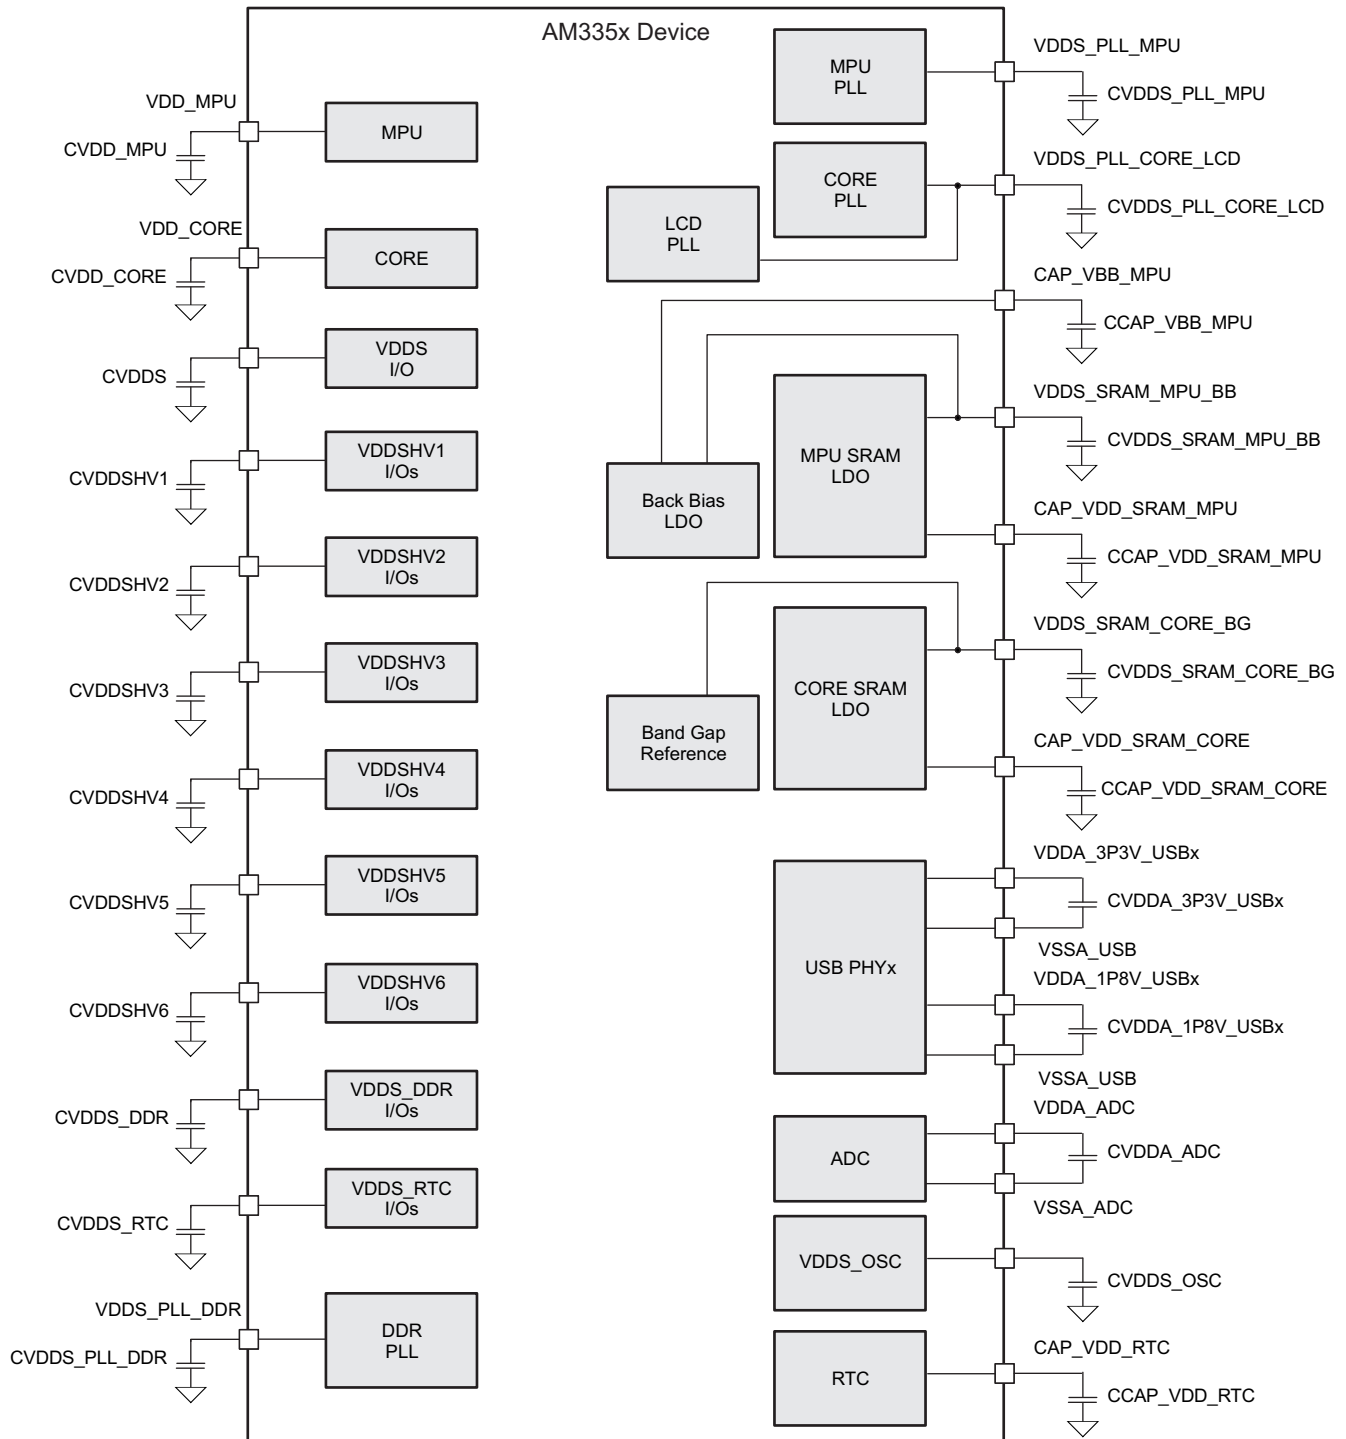 AM335x Device
VDD_MPU
CVDD_MPU
MPU
VDD_CORE
CVDD_CORE
CORE
CVDDS
VDDS
I/O
CVDDSHV1
VDDSHV1
I/Os
CVDDSHV2
VDDSHV2
I/Os
CVDDSHV3
VDDSHV3
I/Os
CVDDSHV4
VDDSHV4
I/Os
CVDDSHV5
VDDSHV5
I/Os
CVDDSHV6
VDDSHV6
I/Os
CVDDS_DDR
VDDS_DDR
I/Os
CVDDS_RTC
VDDS_RTC
I/Os
VDDS_PLL_DDR
CVDDS_PLL_DDR
DDR
PLL
MPU
PLL
VDDS_PLL_MPU
CVDDS_PLL_MPU
CORE
PLL
LCD
PLL
VDDS_PLL_CORE_LCD
CVDDS_PLL_CORE_LCD
CAP_VBB_MPU
CCAP_VBB_MPU
Back Bias
LDO
MPU SRAM
LDO
VDDS_SRAM_MPU_BB
CVDDS_SRAM_MPU_BB
CAP_VDD_SRAM_MPU
CCAP_VDD_SRAM_MPU
Band Gap
Reference
CORE SRAM
LDO
VDDS_SRAM_CORE_BG
CVDDS_SRAM_CORE_BG
CAP_VDD_SRAM_CORE
CCAP_VDD_SRAM_CORE
USB PHYx
VDDA_3P3V_USBx
CVDDA_3P3V_USBx
VSSA_USB
VDDA_1P8V_USBx
CVDDA_1P8V_USBx
VSSA_USB
ADC
VDDA_ADC
CVDDA_ADC
VSSA_ADC
VDDS_OSC
CVDDS_OSC
RTC
CAP_VDD_RTC
CCAP_VDD_RTC